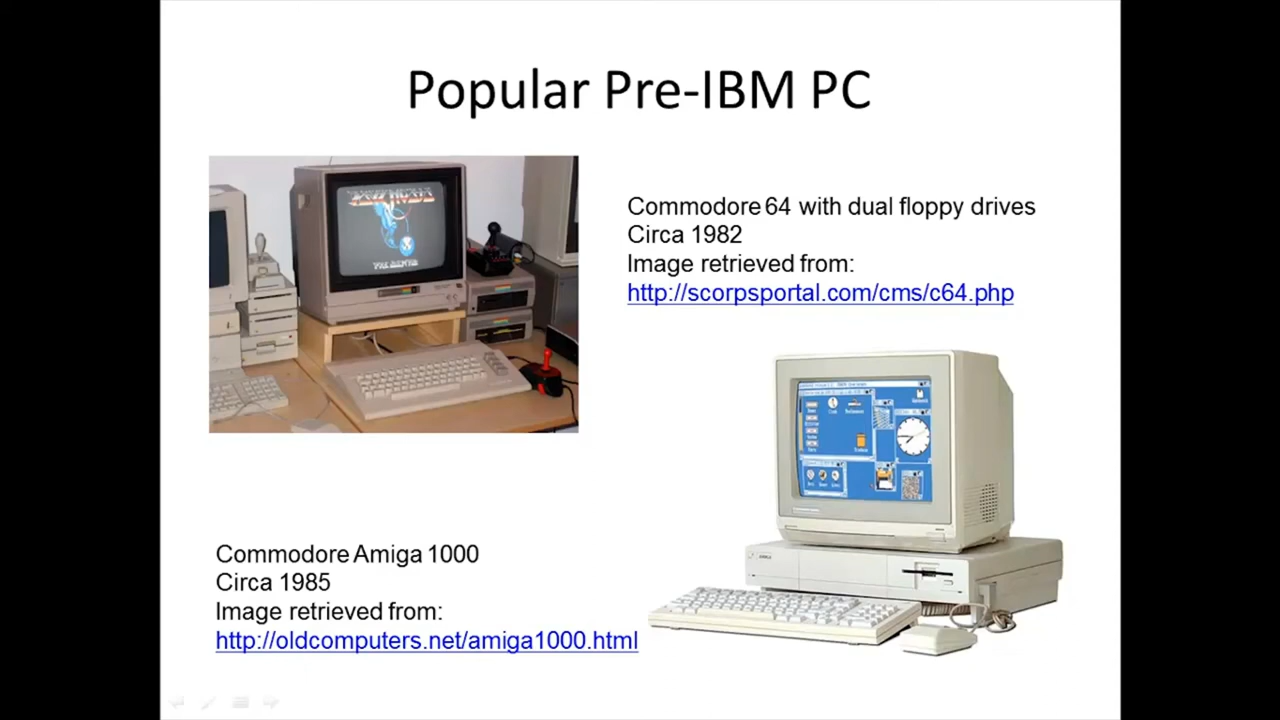 Popular Pre-IBM PC
Commodore 64 with dual floppy drives
Circa 1982
Image retrieved from:
http://scorpsportal.com/cms/c64.php
Commodore Amiga 1000
Circa 1985
Image retrieved from:
http://oldcomputers.net/amiga1000.html